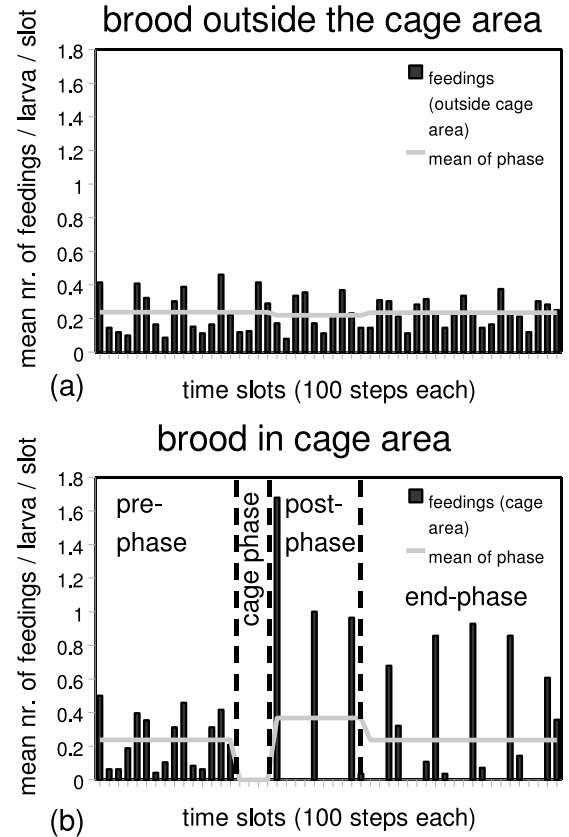 brood outside the cage area
mean nr. of feedings / larva / slot
1.8
1.6
1.4
1.2
1
0.8
0.6
0.4
0.2
0
feedings
(outside cage
area)
mean of phase
(a)
time slots (100 steps each)
brood in cage area
mean nr. of feedings / larva / slot
1.8
1.6
1.4
1.2
1
0.8
0.6
0.4
0.2
0
pre-
phase
cage phase
post-
phase
feedings (cage
area)
mean of phase
end-phase
(b)
time slots (100 steps each)